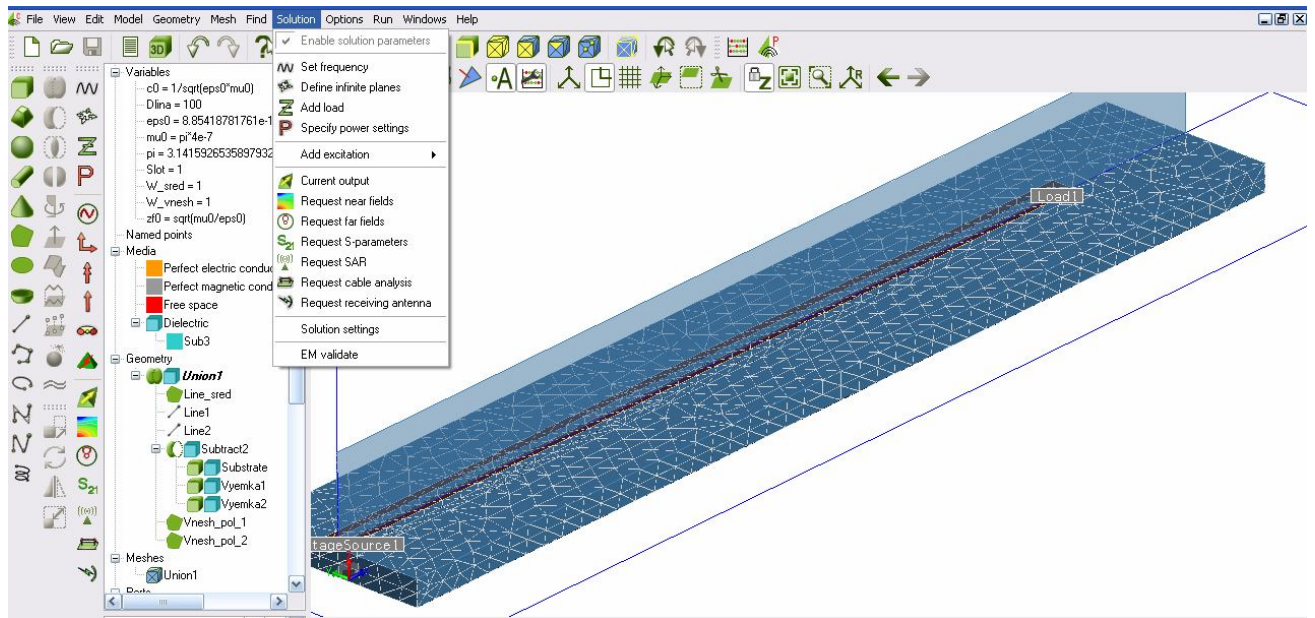 File View Edit Model Geometry Mesh Find Solution Options Run Windows Help
3D
Enable solution parameters
Set frequency
Define infinite planes
Add load
P Specify power settings
Add excitation
Current output
Request near fields
Request far fields
S21 Request S-parameters
Request SAR
Request cable analysis
Request receiving antenna
Solution settings
EM validate
A
Z
R
P
S21
Variables
c0 = 1/sqrt(eps0*mu0)
Dlina = 100
eps0 = 8.85418781761e-1
mu0 = pi*4e-7
pi = 3.1415926535897932
Slot = 1
W_sred = 1
W_vnesh = 1
zf0 = sqrt(mu0/eps0)
Named points
Media
Perfect electric conduc
Perfect magnetic cond
Free space
Dielectric
Sub3
Geometry
Union1
Line_sred
Line1
Line2
Subtract2
Substrate
Vyemka1
Vyemka2
Vnesh_pol_1
Vnesh_pol_2
Meshes
Union1
Load1
tageSource1